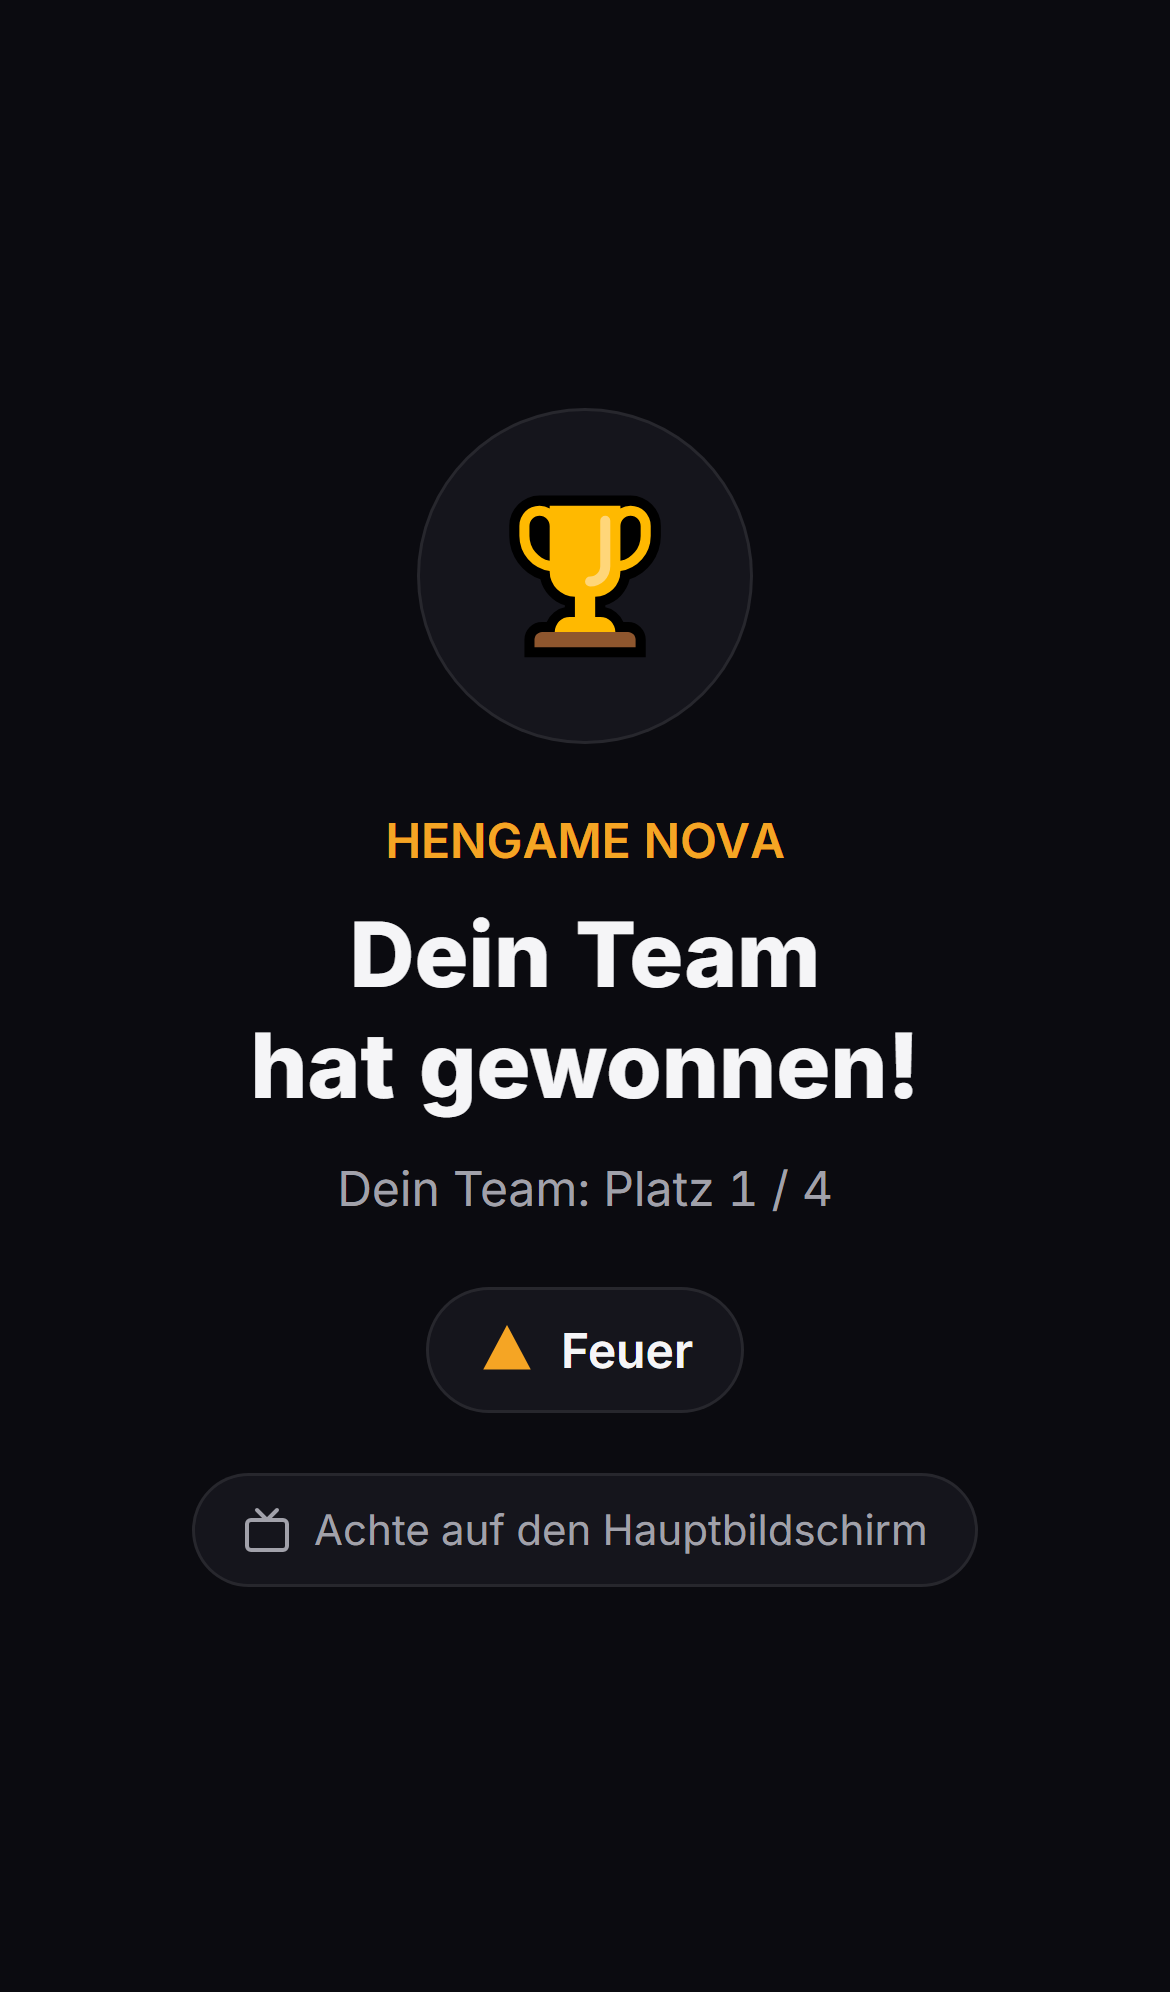 HENGAME NOVA
Dein Team
hat gewonnen!
Dein Team: Platz 1 / 4
Feuer
Achte auf den Hauptbildschirm